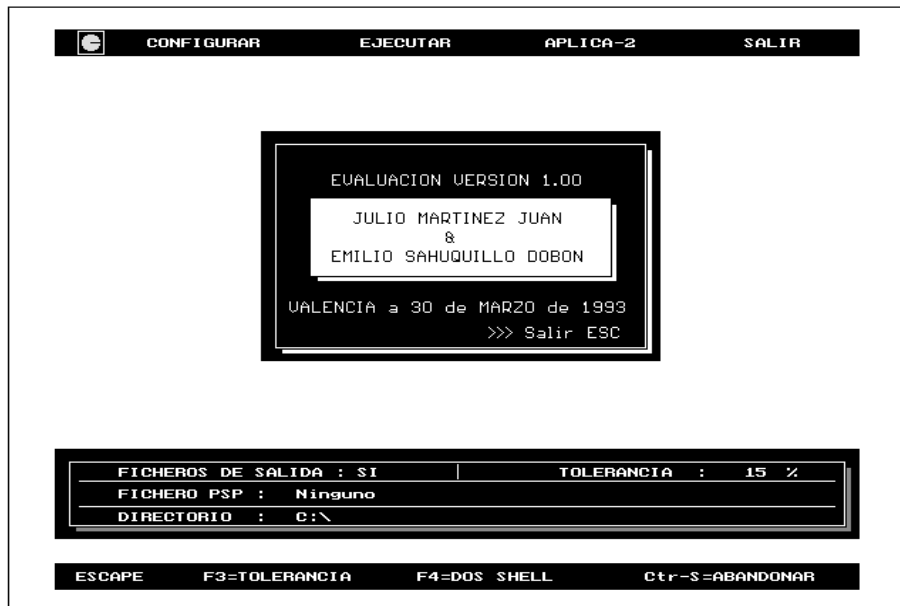 CONFIGURAR EJECUTAR APLICA-2 SALIR
EVALUACION VERSION 1.00
JULIO MARTINEZ JUAN
&
EMILIO SAHUQUILLO DOBON
VALENCIA a 30 de MARZO de 1993
>>> Salir ESC
FICHEROS DE SALIDA : SI TOLERANCIA : 15 %
FICHERO PSP : Ninguno
DIRECTORIO : C:\
ESCAPE F3=TOLERANCIA F4=DOS SHELL Ctr-S=ABANDONAR